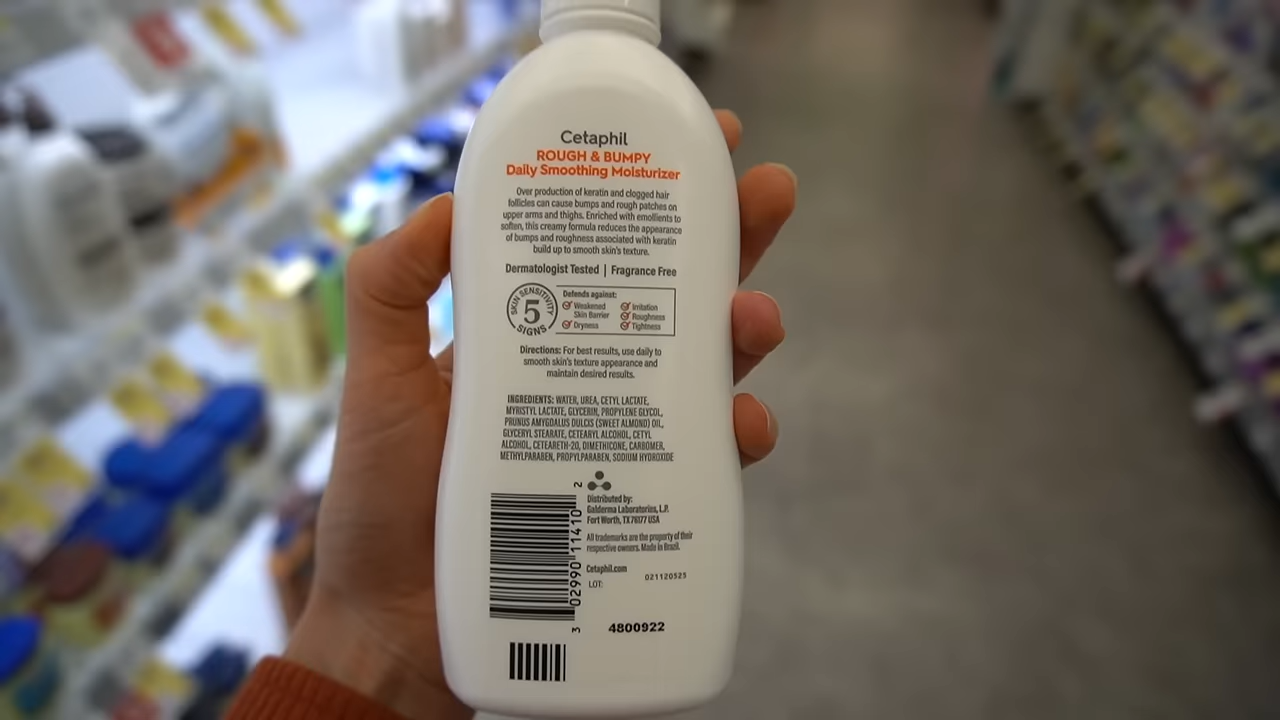 Cetaphil
ROUGH & BUMPY
Daily Smoothing Moisturizer
Over production of keratin and clogged hair
follicles can cause bumps and rough patches on
upper arms and thighs. Enriched with emollients to
soften, this creamy formula reduces the appearance
of bumps and roughness associated with keratin
build up to smooth skin's texture.
Dermatologist Tested | Fragrance Free
SKIN SENSITIVITY
5
SIGNS
Defends against:
Weakened
Skin Barrier
Dryness
Irritation
Roughness
Tightness
Directions: For best results, use daily to
smooth skin's texture appearance and
maintain desired results.
INGREDIENTS: WATER, UREA, CETYL LACTATE,
MYRISTYL LACTATE, GLYCERIN, PROPYLENE GLYCOL,
PRUNUS AMYGDALUS DULCIS (SWEET ALMOND) OIL,
GLYCERYL STEARATE, CETEARYL ALCOHOL, CETYL
ALCOHOL, CETEARETH-20, DIMETHICONE, CARBOMER,
METHYLPARABEN, PROPYLPARABEN, SODIUM HYDROXIDE
3 02990 11410 2
Distributed by:
Galderma Laboratories, L.P.
Fort Worth, TX 76177 USA
All trademarks are the property of their
respective owners. Made in Brazil.
Cetaphil.com
LOT:
021120525
4800922